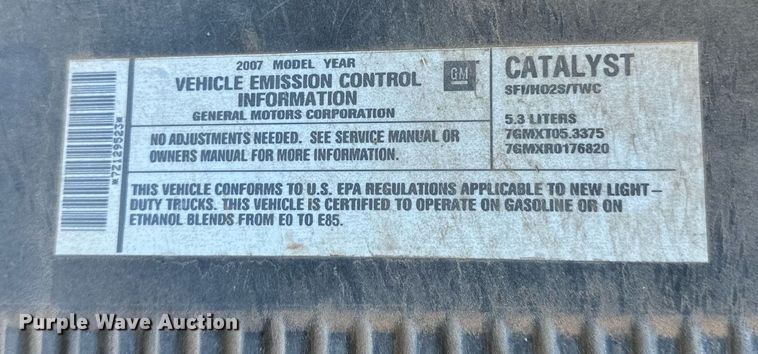 2007 MODEL YEAR
VEHICLE EMISSION CONTROL
INFORMATION
GENERAL MOTORS CORPORATION
GM
CATALYST
SFI/HO2S/TWC
5.3 LITERS
7GMXT05.3375
7GMXR0176820
NO ADJUSTMENTS NEEDED. SEE SERVICE MANUAL OR
OWNERS MANUAL FOR MORE INFORMATION.
THIS VEHICLE CONFORMS TO U.S. EPA REGULATIONS APPLICABLE TO NEW LIGHT-
DUTY TRUCKS. THIS VEHICLE IS CERTIFIED TO OPERATE ON GASOLINE OR ON
ETHANOL BLENDS FROM E0 TO E85.
*72129523*
Purple Wave Auction